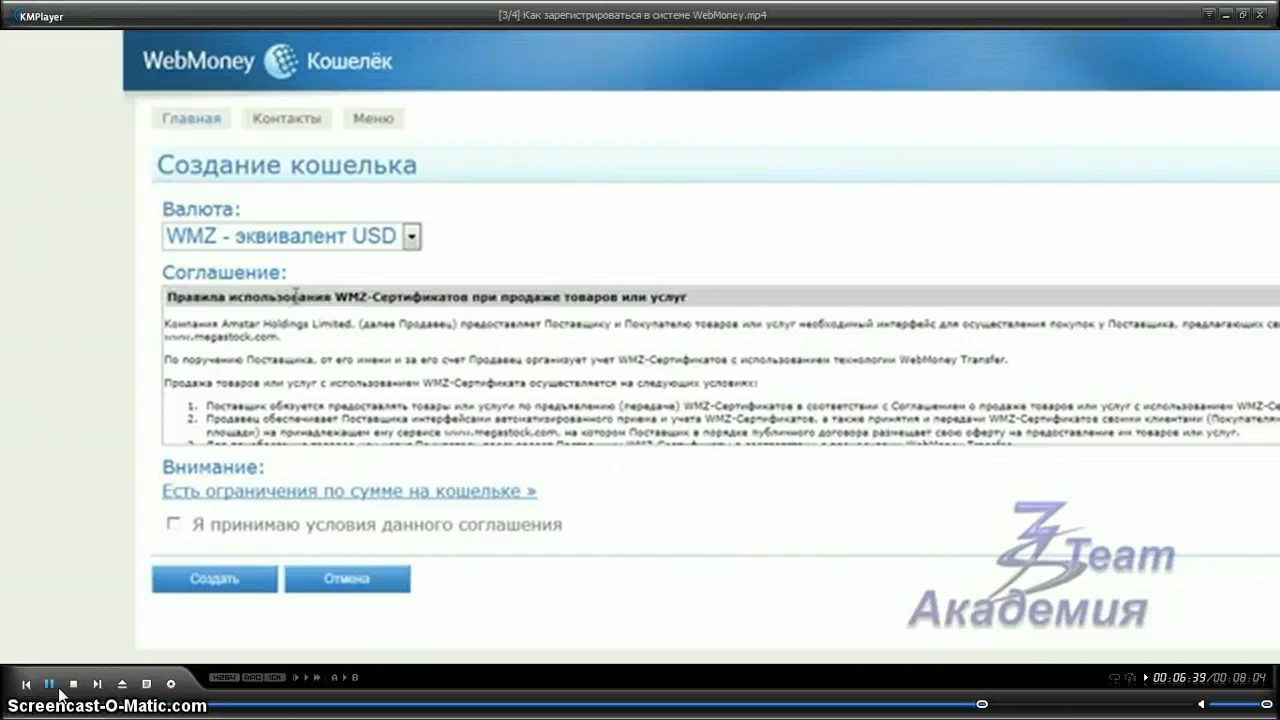 KMPlayer
[3/4] Как зарегистрироваться в системе WebMoney.mp4
WebMoney Кошелёк
Главная Контакты Меню
Создание кошелька
Валюта:
WMZ - эквивалент USD
Соглашение:
Правила использования WMZ-Сертификатов при продаже товаров или услуг
Компания Amstar Holdings Limited, (далее Продавец) предоставляет Поставщику и Покупателю товаров или услуг необходимый интерфейс для осуществления покупок у Поставщика, предлагающих
www.megastock.com.
По поручению Поставщика, от его имени и за его счет Продавец организует учет WMZ-Сертификатов с использованием технологии WebMoney Transfer.
Продажа товаров или услуг с использованием WMZ-Сертификата осуществляется на следующих условиях:
1. Поставщик обязуется предоставлять товары или услуги по предъявлению (передаче) WMZ-Сертификатов в соответствии с Соглашением о продаже товаров или услуг с использованием
2. Продавец обеспечивает Поставщика интерфейсами автоматизированного приема и учета WMZ-Сертификатов, а также принятия и передачи WMZ-Сертификатов своими клиентами
площади) на принадлежащем ему сервисе www.megastock.com, на котором Поставщик в порядке публичного договора размещает свою оферту на предоставление им товаров или услуг.
Внимание:
Есть ограничения по сумме на кошельке »
Я принимаю условия данного соглашения
Создать Отмена
3S Team
Академия
H264 AAC 1CH A B 00:06:39/00:08:04
Screencast-O-Matic.com